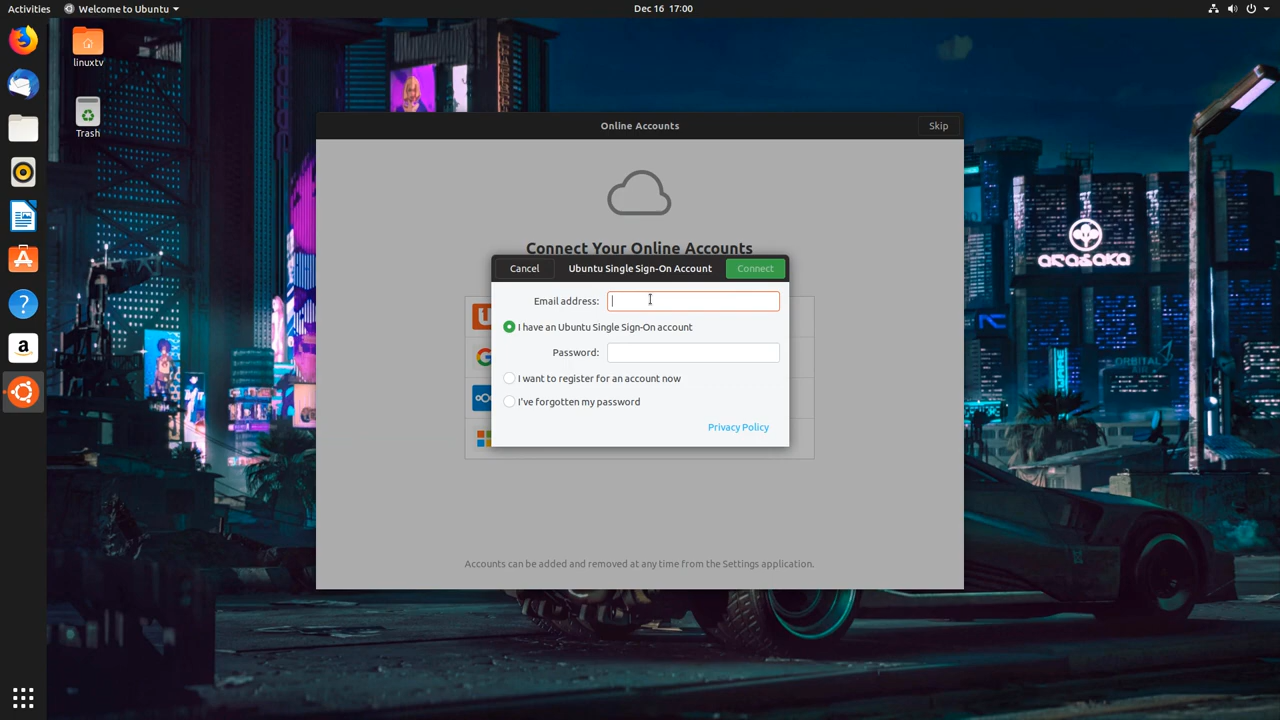 Activities
Welcome to Ubuntu
Dec 16 17:00
linuxtv
Trash
Online Accounts
Skip
Connect Your Online Accounts
Cancel
Ubuntu Single Sign-On Account
Connect
Email address:
I have an Ubuntu Single Sign-On account
Password:
I want to register for an account now
I've forgotten my password
Privacy Policy
Accounts can be added and removed at any time from the Settings application.
arasaka